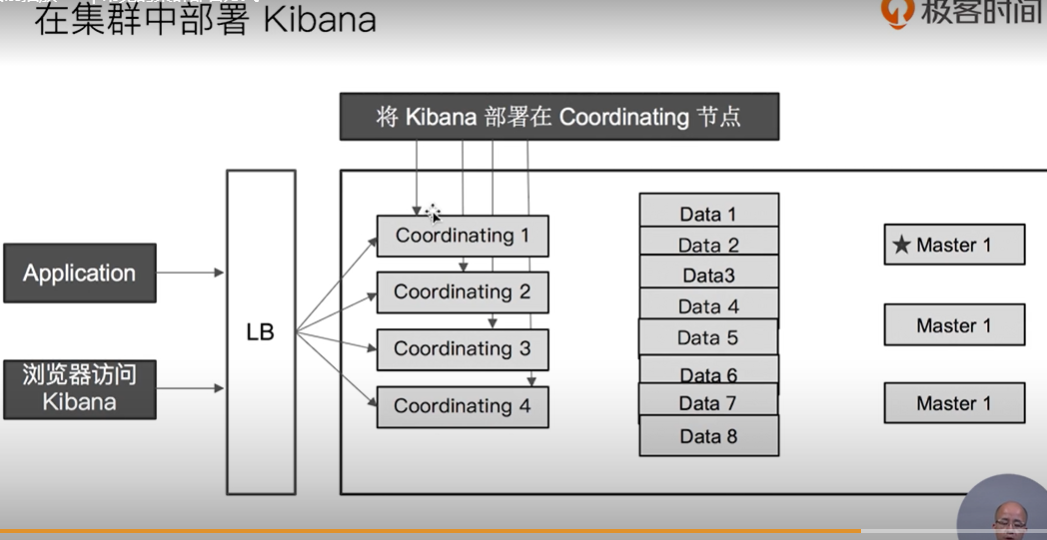 在集群中部署 Kibana
极客时间
将 Kibana 部署在 Coordinating 节点
Application
浏览器访问
Kibana
LB
Coordinating 1
Coordinating 2
Coordinating 3
Coordinating 4
Data 1
Data 2
Data3
Data 4
Data 5
Data 6
Data 7
Data 8
★ Master 1
Master 1
Master 1